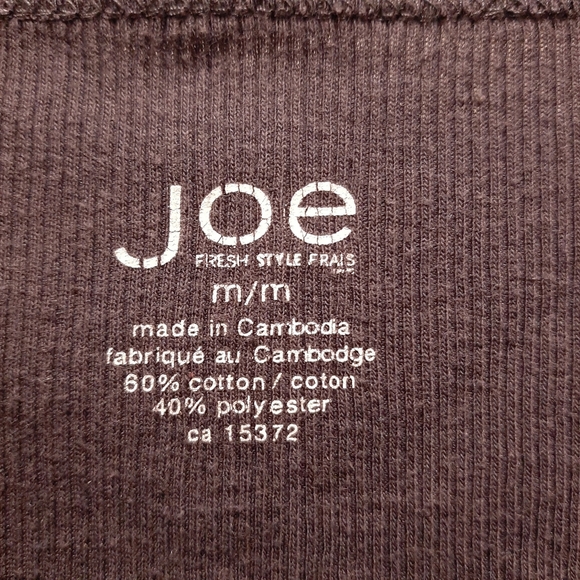 Joe
FRESH STYLE FRAIS
m/m
made in Cambodia
fabriqué au Cambodge
60% cotton / coton
40% polyester
ca 15372